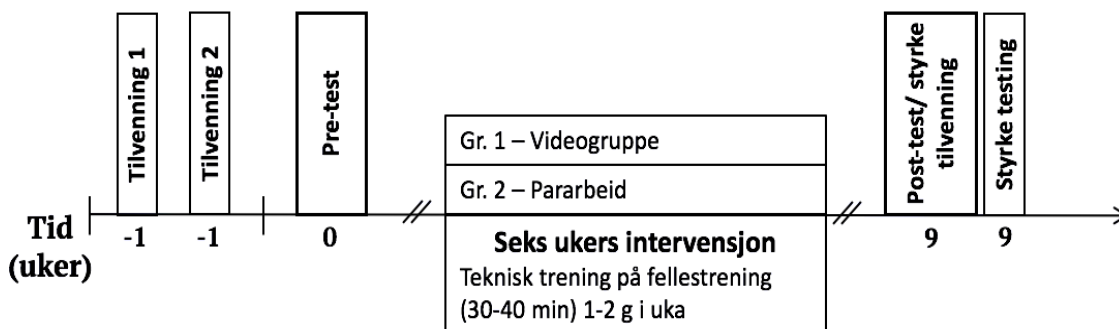 Tilvenning 1
Tilvenning 2
Pre-test
Gr. 1 – Videogruppe
Gr. 2 – Pararbeid
Post-test/ styrke
tilvenning
Styrke testing
Tid
(uker)
-1
-1
0
9
9
Seks ukers intervensjon
Teknisk trening på fellestrening
(30-40 min) 1-2 g i uka